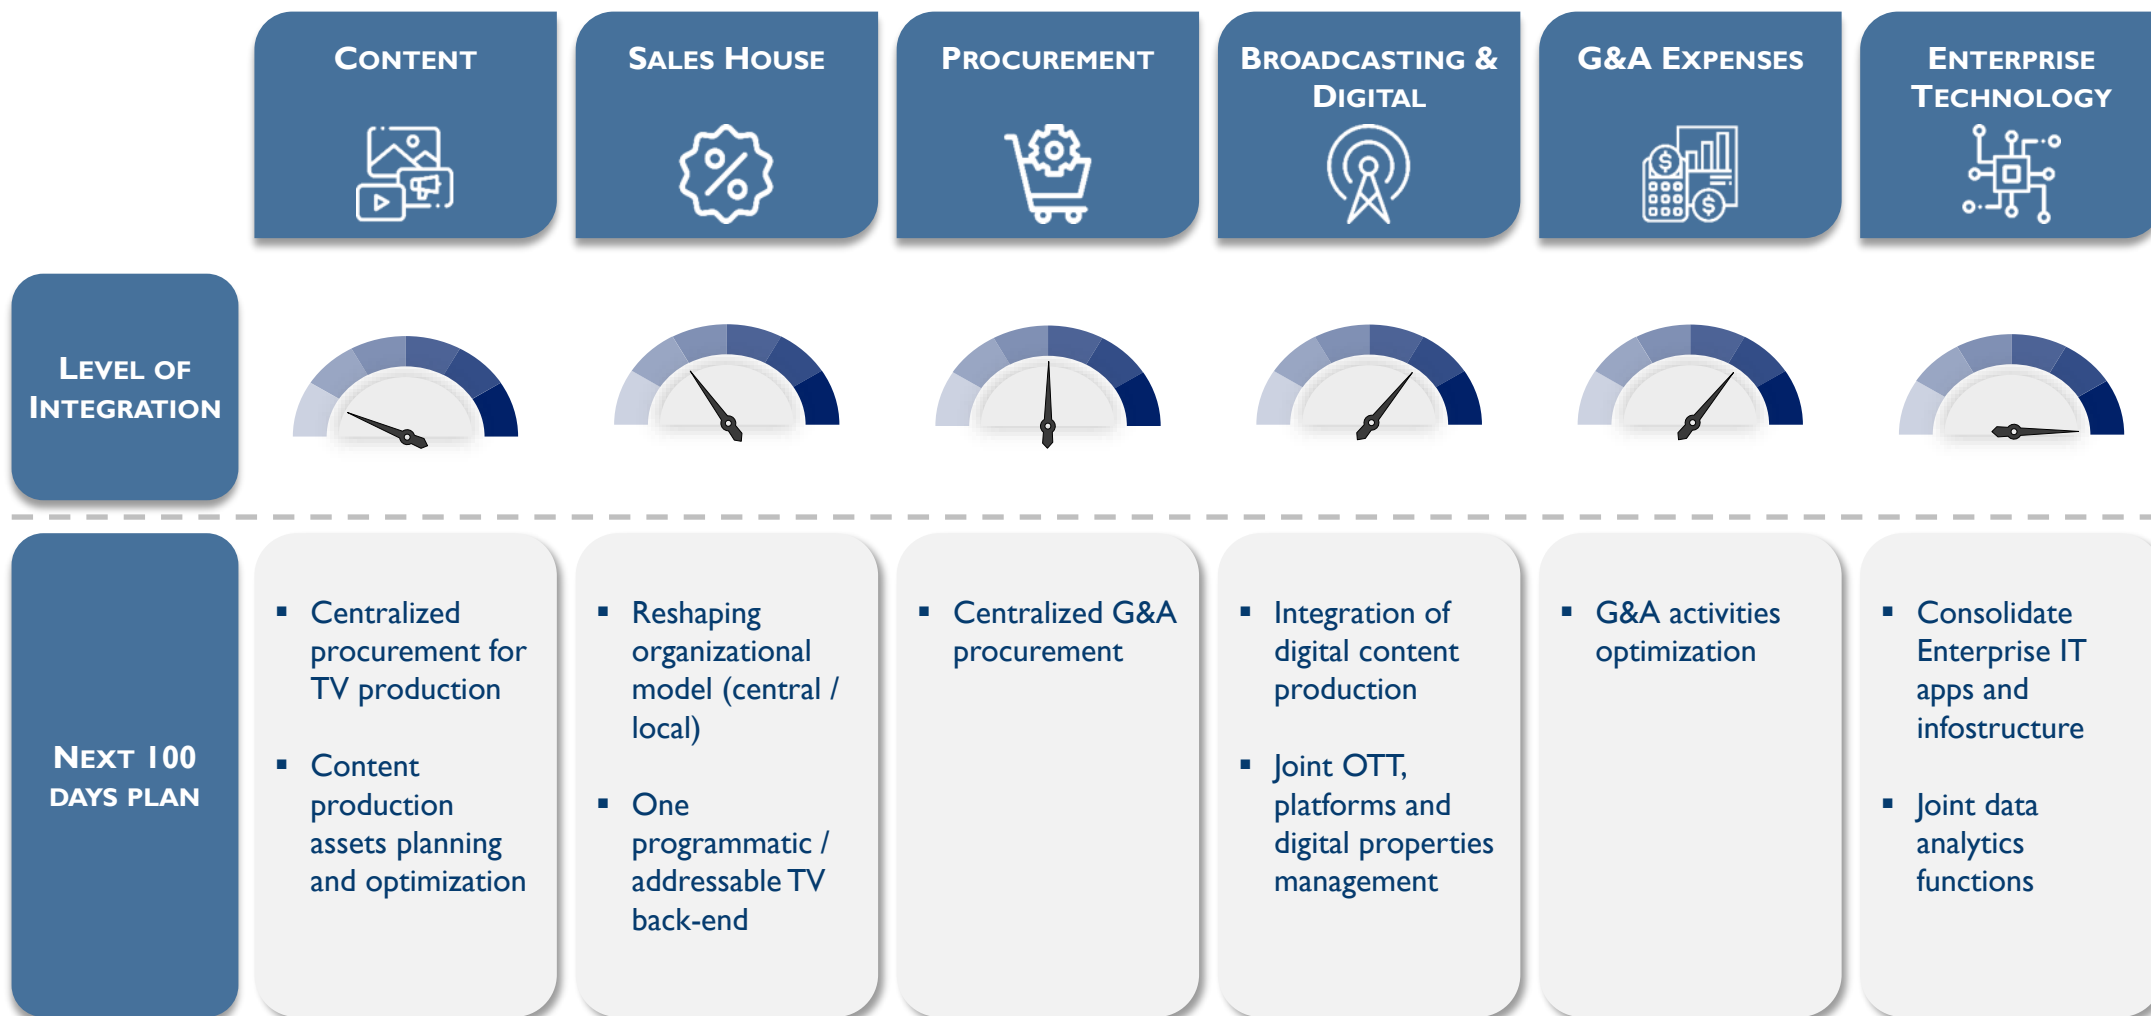 CONTENT
SALES HOUSE
PROCUREMENT
BROADCASTING &
DIGITAL
G&A EXPENSES
ENTERPRISE
TECHNOLOGY
LEVEL OF
INTEGRATION
NEXT 100
DAYS PLAN
▪ Centralized
procurement for
TV production
▪ Content
production
assets planning
and optimization
▪ Reshaping
organizational
model (central /
local)
▪ One
programmatic /
addressable TV
back-end
▪ Centralized G&A
procurement
▪ Integration of
digital content
production
▪ Joint OTT,
platforms and
digital properties
management
▪ G&A activities
optimization
▪ Consolidate
Enterprise IT
apps and
infostructure
▪ Joint data
analytics
functions